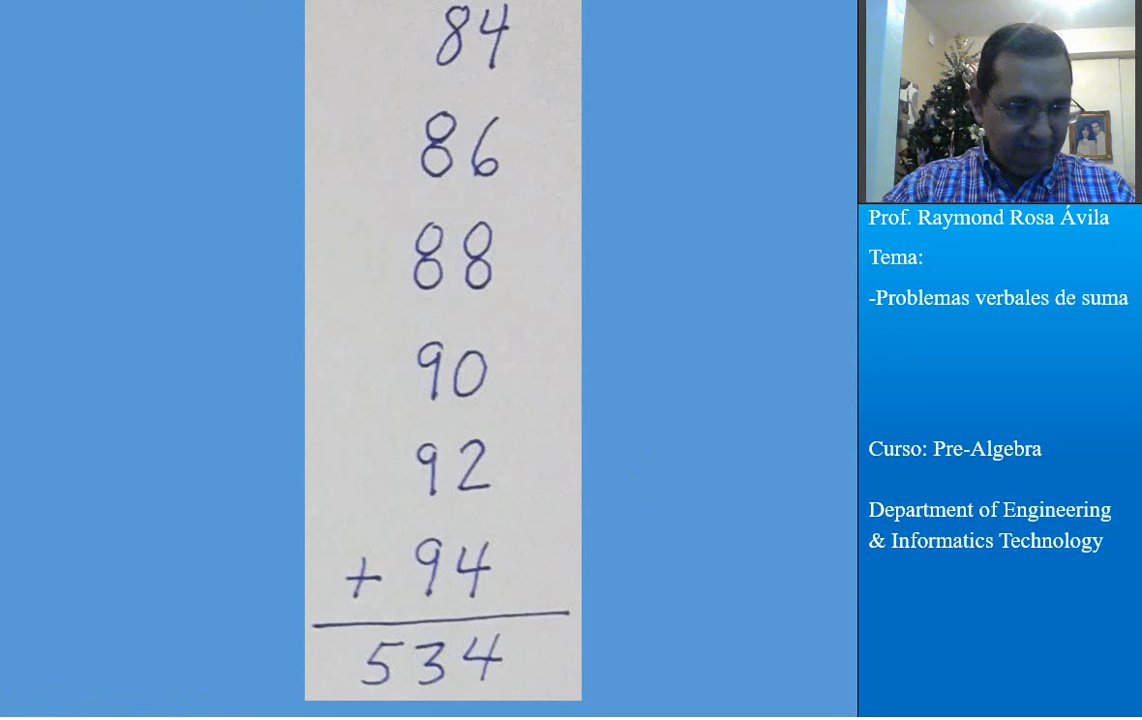 84
86
88
90
92
+ 94
534
Prof. Raymond Rosa Ávila
Tema:
-Problemas verbales de suma
Curso: Pre-Algebra
Department of Engineering
& Informatics Technology